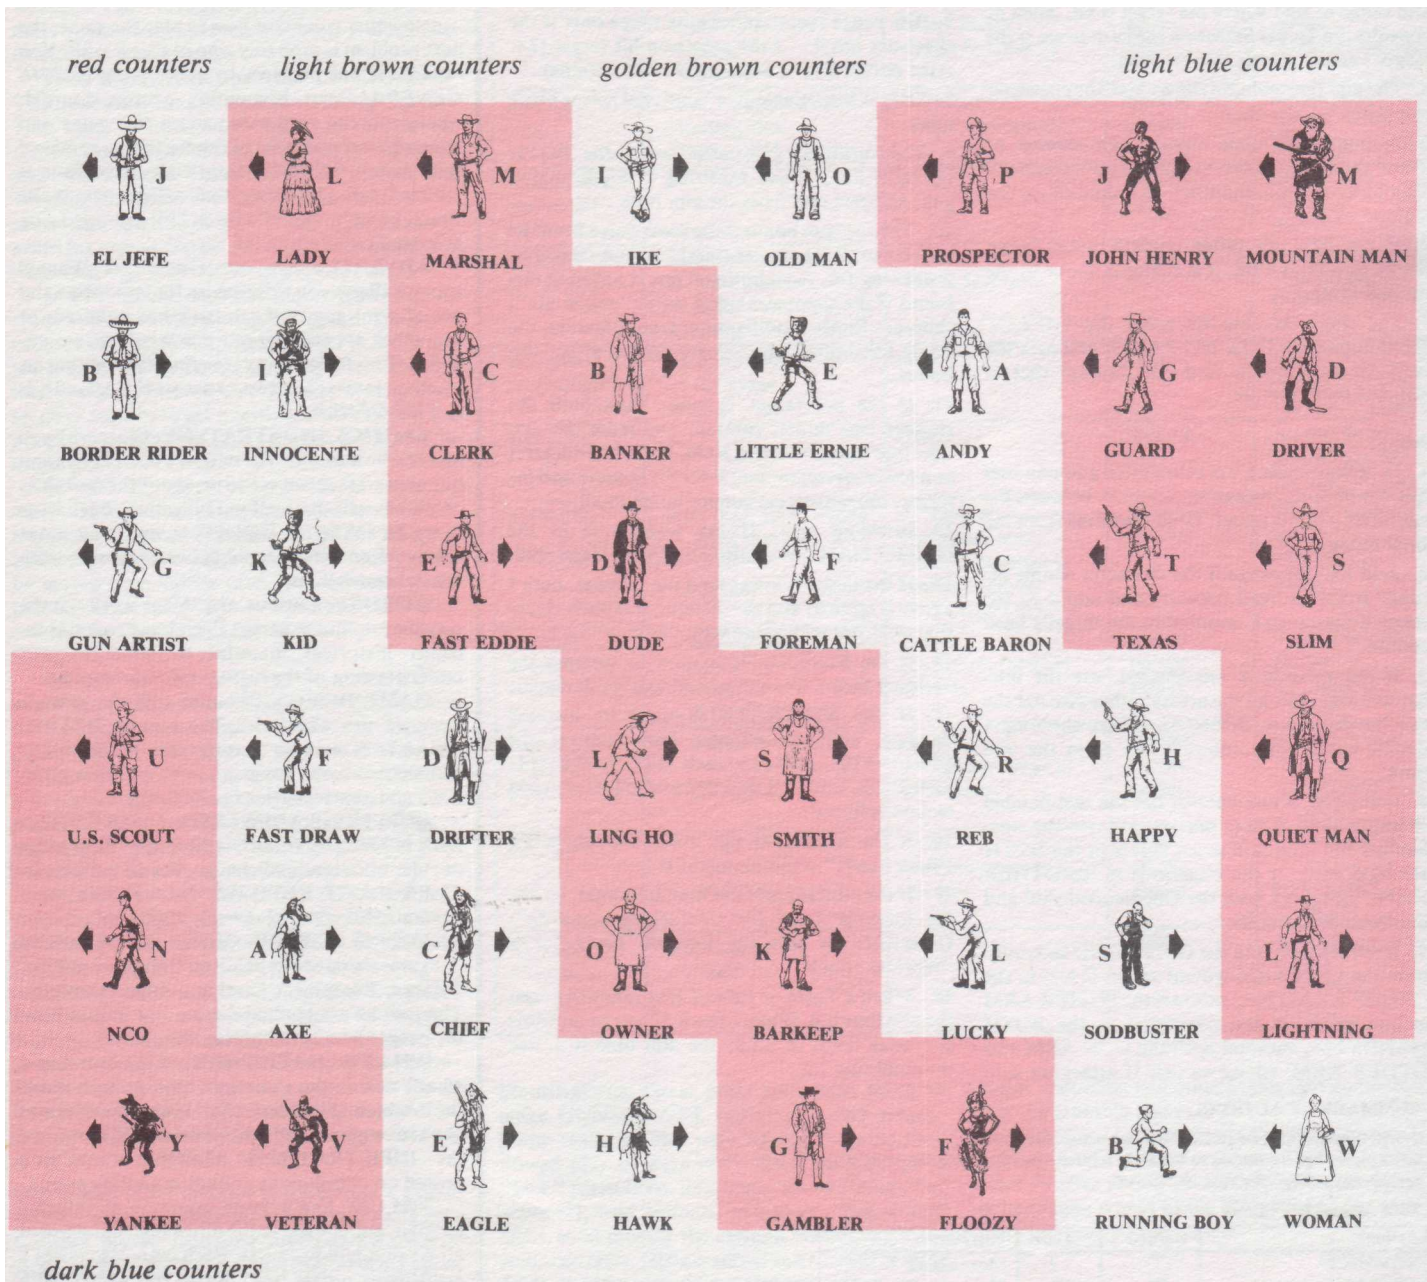 red counters light brown counters golden brown counters light blue counters
J L M I O P J M
EL JEFE LADY MARSHAL IKE OLD MAN PROSPECTOR JOHN HENRY MOUNTAIN MAN
B I C B E A G D
BORDER RIDER INNOCENTE CLERK BANKER LITTLE ERNIE ANDY GUARD DRIVER
G K E D F C T S
GUN ARTIST KID FAST EDDIE DUDE FOREMAN CATTLE BARON TEXAS SLIM
U F D L S R H Q
U.S. SCOUT FAST DRAW DRIFTER LING HO SMITH REB HAPPY QUIET MAN
N A C O K L S L
NCO AXE CHIEF OWNER BARKEEP LUCKY SODBUSTER LIGHTNING
Y V E H G F B W
YANKEE VETERAN EAGLE HAWK GAMBLER FLOOZY RUNNING BOY WOMAN
dark blue counters